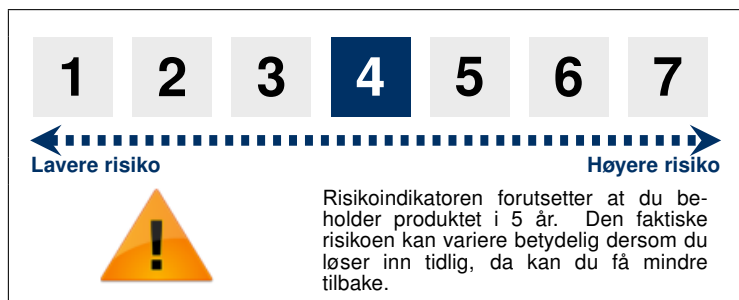 1 2 3 4 5 6 7
Lavere risiko Høyere risiko
!
Risikoindikatoren forutsetter at du be-
holder produktet i 5 år. Den faktiske
risikoen kan variere betydelig dersom du
løser inn tidlig, da kan du få mindre
tilbake.